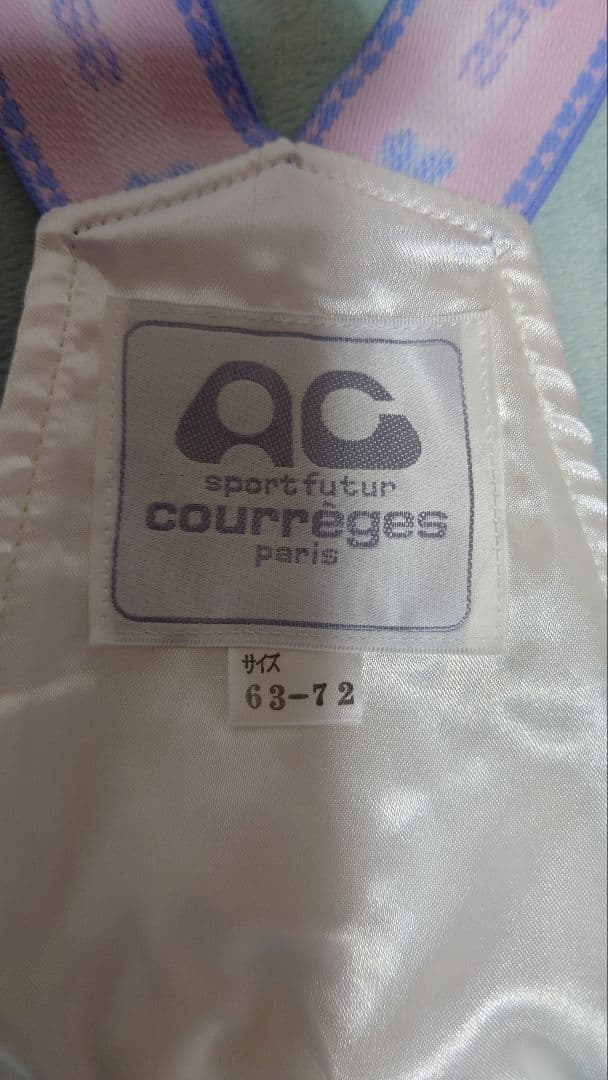 AC
sport futur
courrèges
paris
サイズ
63-72